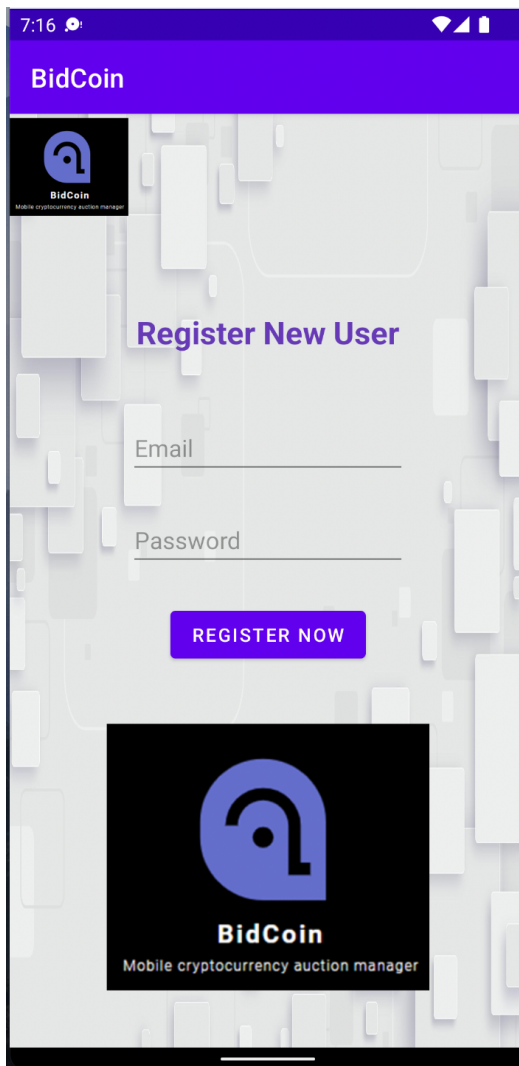 7:16
BidCoin
BidCoin
Mobile cryptocurrency auction manager
Register New User
Email
Password
REGISTER NOW
BidCoin
Mobile cryptocurrency auction manager